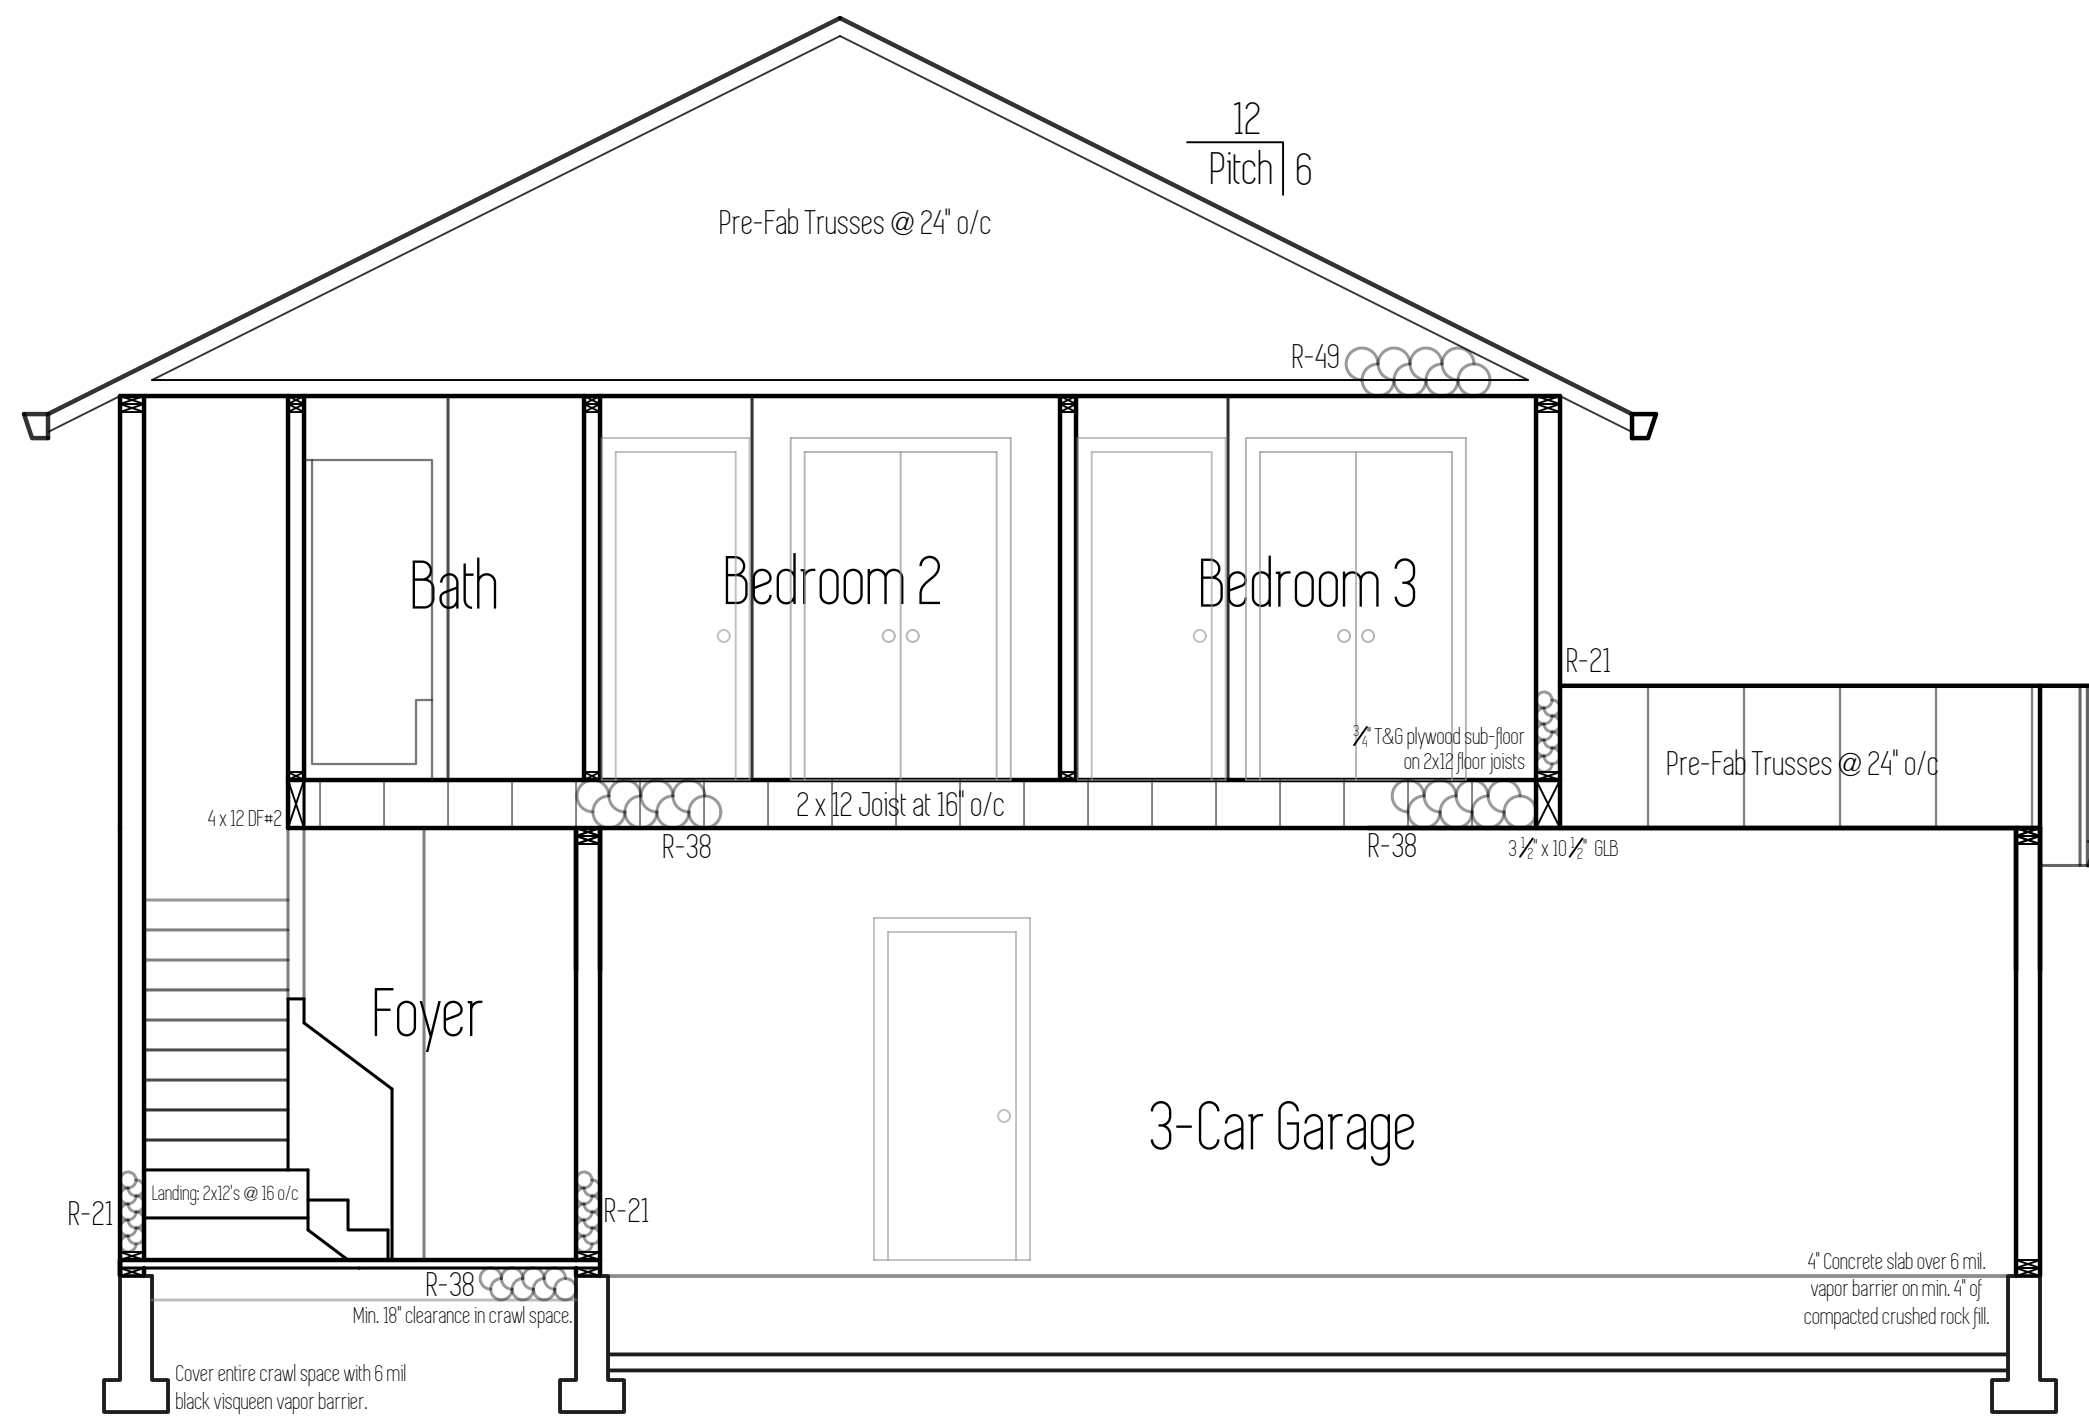 12
Pitch 6
Pre-Fab Trusses @ 24" o/c
R-49
Bath
Bedroom 2
Bedroom 3
R-21
3/4" T&G plywood sub-floor
on 2x12 floor joists
Pre-Fab Trusses @ 24" o/c
4 x 12 DF#2
2 x 12 Joist at 16" o/c
R-38
R-38
3 1/2" x 10 1/2" GLB
Foyer
3-Car Garage
Landing: 2x12's @ 16 o/c
R-21
R-21
R-38
Min. 18" clearance in crawl space.
4" Concrete slab over 6 mil.
vapor barrier on min. 4" of
compacted crushed rock fill.
Cover entire crawl space with 6 mil
black visqueen vapor barrier.